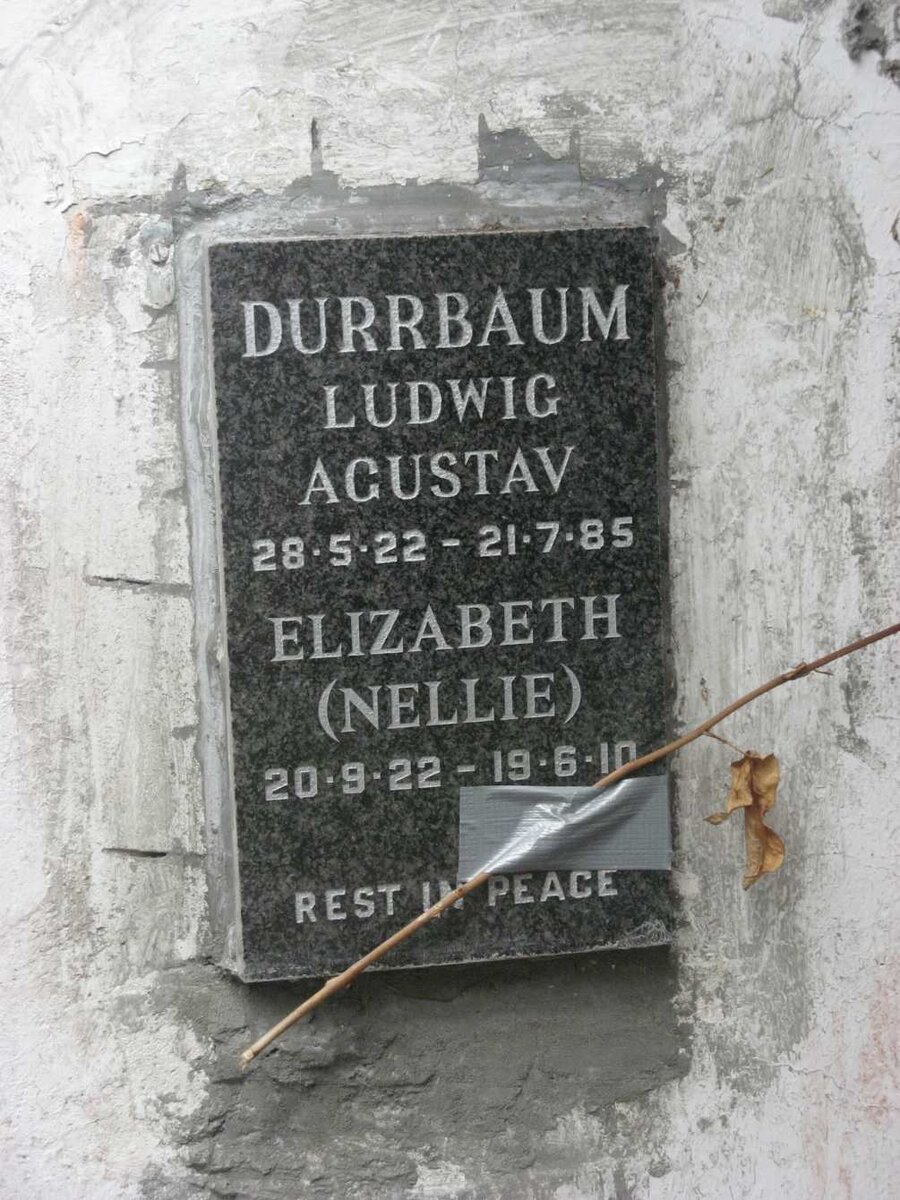 DURRBAUM
LUDWIG
AGUSTAV
28·5·22 – 21·7·85
ELIZABETH
(NELLIE)
20·9·22 – 19·6·10
REST IN PEACE